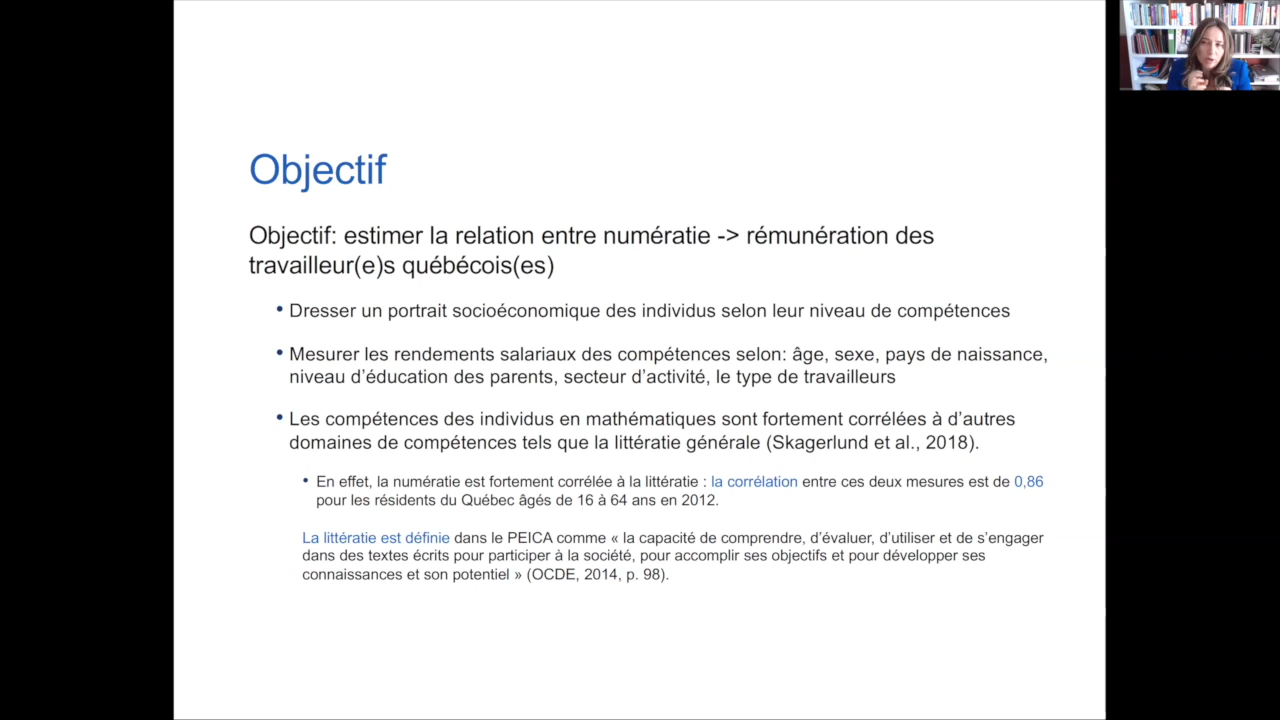 Objectif
Objectif: estimer la relation entre numératie -> rémunération des
travailleur(e)s québécois(es)
• Dresser un portrait socioéconomique des individus selon leur niveau de compétences
• Mesurer les rendements salariaux des compétences selon: âge, sexe, pays de naissance,
niveau d’éducation des parents, secteur d’activité, le type de travailleurs
• Les compétences des individus en mathématiques sont fortement corrélées à d’autres
domaines de compétences tels que la littératie générale (Skagerlund et al., 2018).
• En effet, la numératie est fortement corrélée à la littératie : la corrélation entre ces deux mesures est de 0,86
pour les résidents du Québec âgés de 16 à 64 ans en 2012.
La littératie est définie dans le PEICA comme « la capacité de comprendre, d’évaluer, d’utiliser et de s’engager
dans des textes écrits pour participer à la société, pour accomplir ses objectifs et pour développer ses
connaissances et son potentiel » (OCDE, 2014, p. 98).